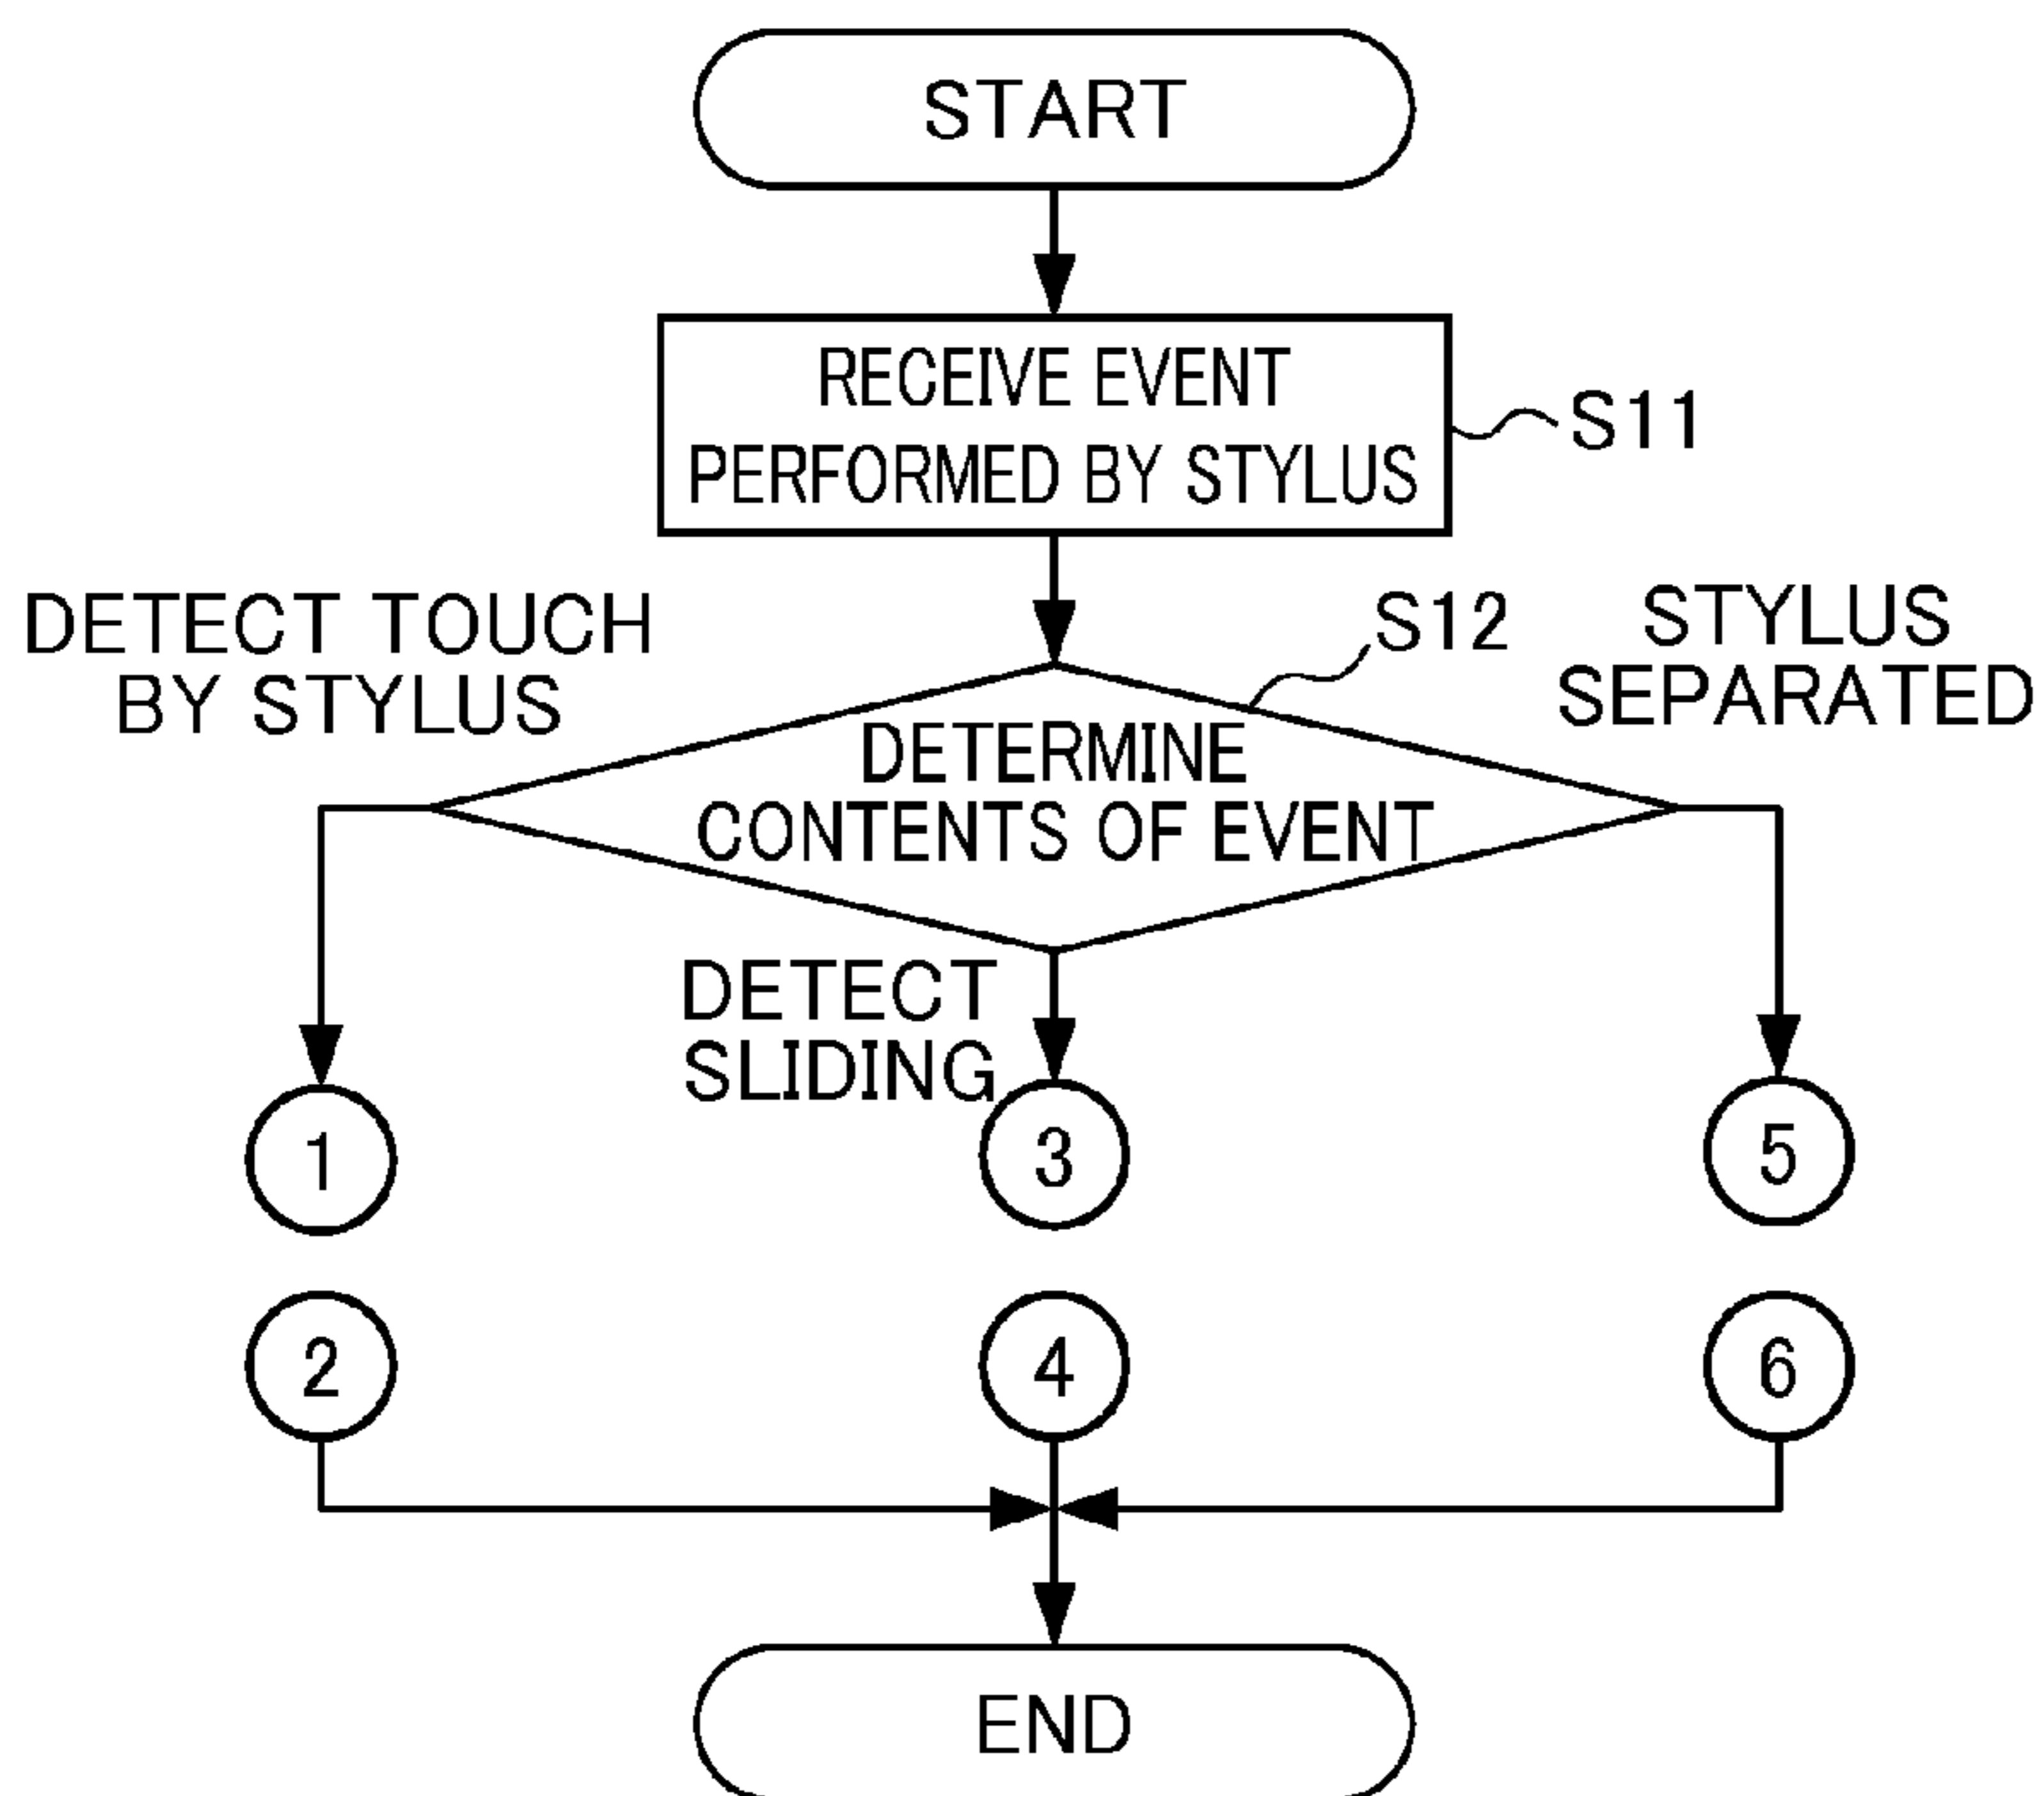 START
RECEIVE EVENT
PERFORMED BY STYLUS
S11
DETECT TOUCH
BY STYLUS
S12
STYLUS
SEPARATED
DETERMINE
CONTENTS OF EVENT
DETECT
SLIDING
1
3
5
2
4
6
END